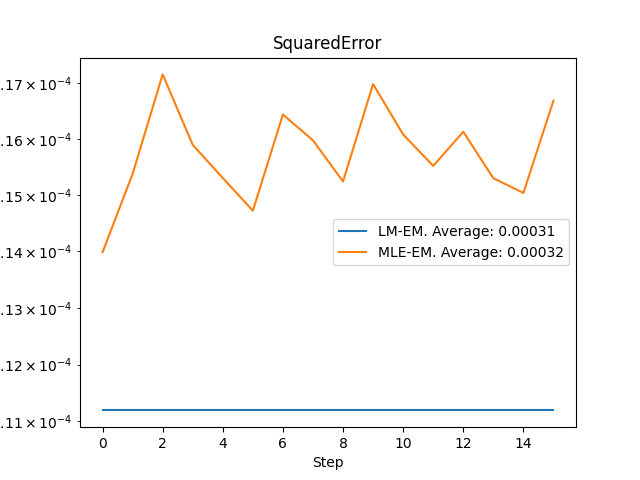 SquaredError
.17 × 10⁻⁴
.16 × 10⁻⁴
.15 × 10⁻⁴
.14 × 10⁻⁴
.13 × 10⁻⁴
.12 × 10⁻⁴
.11 × 10⁻⁴
LM-EM. Average: 0.00031
MLE-EM. Average: 0.00032
0 2 4 6 8 10 12 14
Step